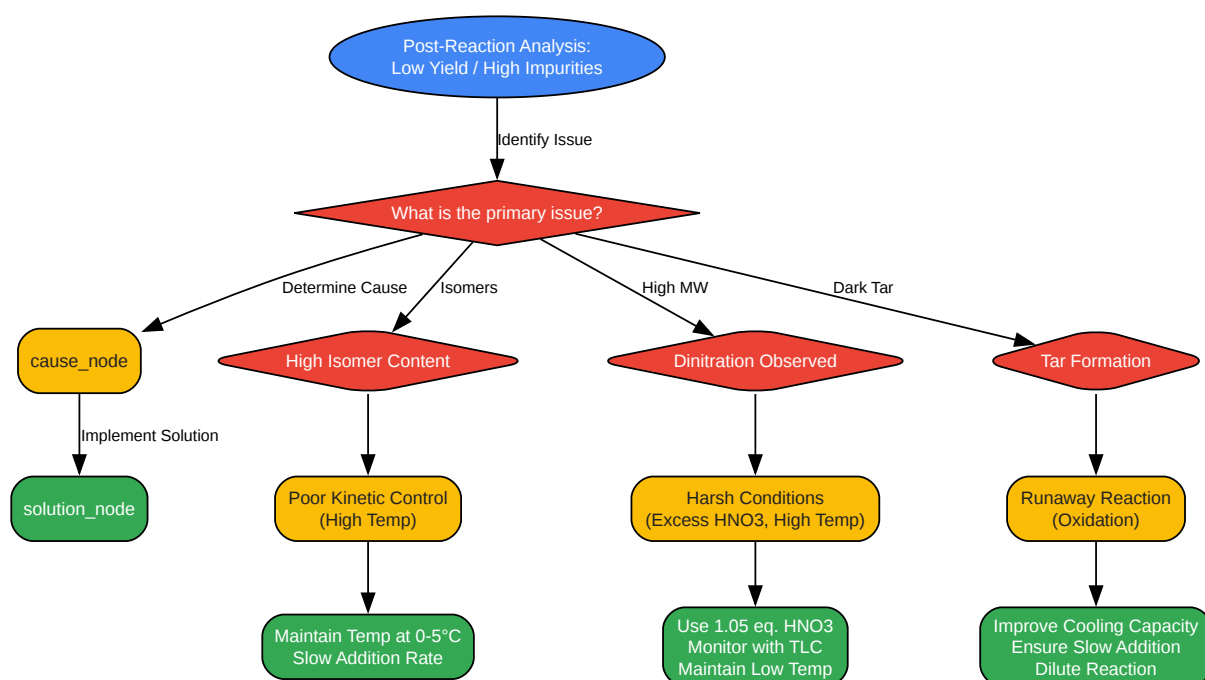 Post-Reaction Analysis:
Low Yield / High Impurities
Identify Issue
What is the primary issue?
Determine Cause
Isomers
High MW
Dark Tar
cause_node
High Isomer Content
Dinitration Observed
Tar Formation
Implement Solution
solution_node
Poor Kinetic Control
(High Temp)
Harsh Conditions
(Excess HNO3, High Temp)
Runaway Reaction
(Oxidation)
Maintain Temp at 0-5°C
Slow Addition Rate
Use 1.05 eq. HNO3
Monitor with TLC
Maintain Low Temp
Improve Cooling Capacity
Ensure Slow Addition
Dilute Reaction